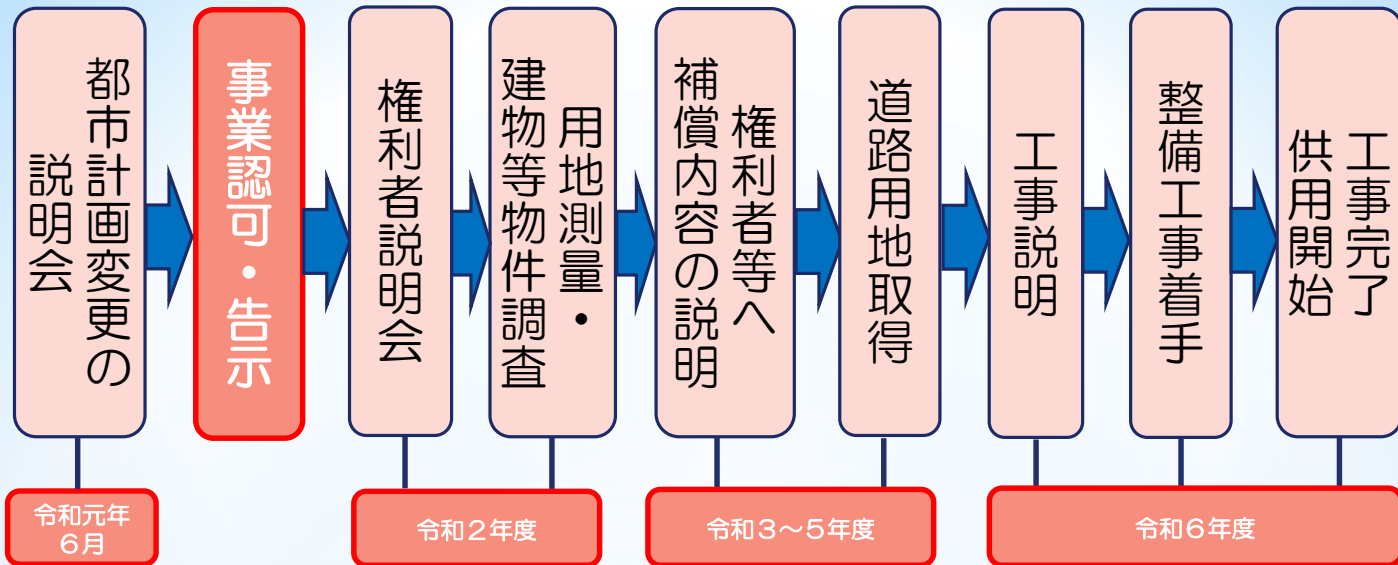 都市計画変更の
説明会
事業認可・告示
権利者説明会
用地測量・
建物等物件調査
権利者等へ
補償内容の説明
道路用地取得
工事説明
整備工事着手
工事完了
供用開始
令和元年
６月
令和２年度
令和３～５年度
令和６年度